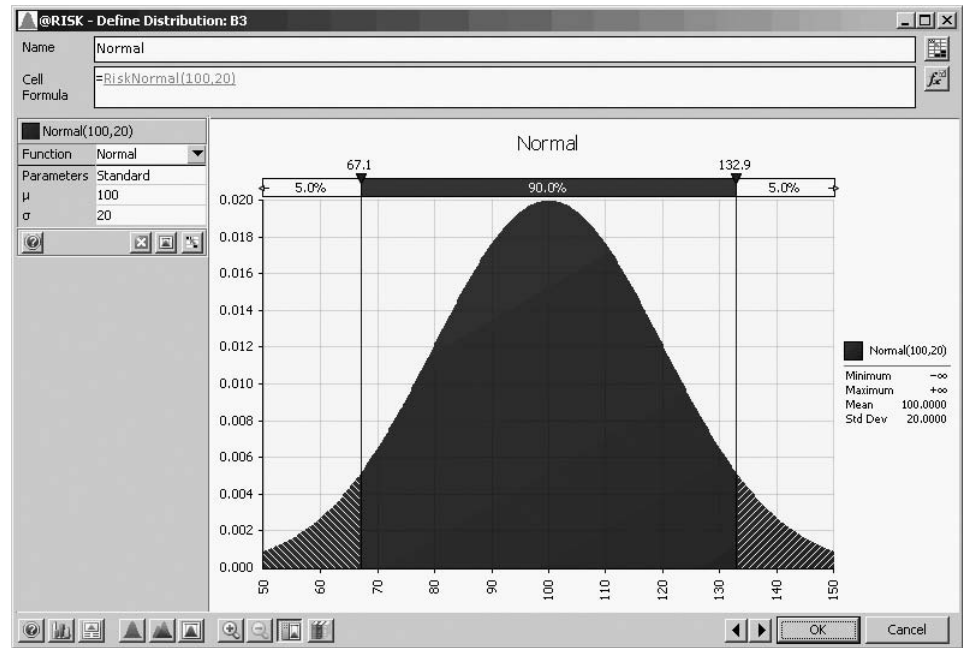 @RISK - Define Distribution: B3
Name Normal
Cell Formula =RiskNormal(100,20)
Normal(100,20)
Function Normal
Parameters Standard
μ 100
σ 20
Normal
67.1 132.9
5.0% 90.0% 5.0%
0.020
0.018
0.016
0.014
0.012
0.010
0.008
0.006
0.004
0.002
0.000
50 60 70 80 90 100 110 120 130 140 150
Normal(100,20)
Minimum −∞
Maximum +∞
Mean 100.0000
Std Dev 20.0000
OK Cancel